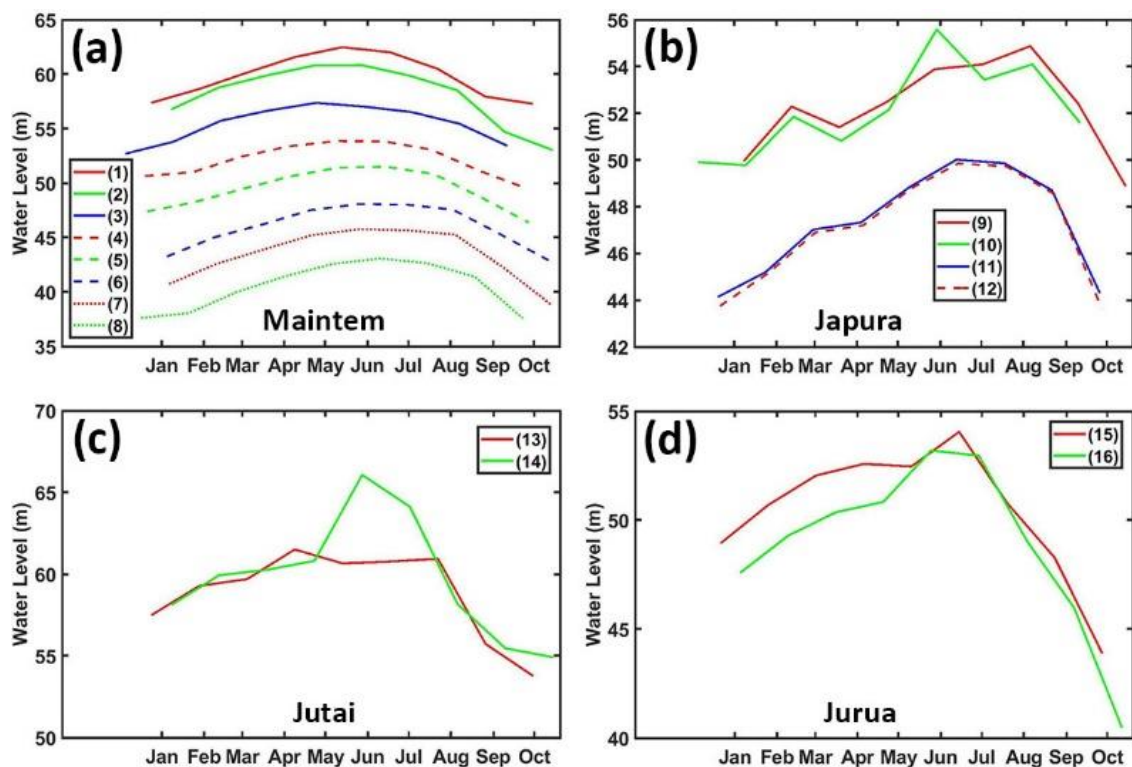 (a)
Water Level (m)
65
60
55
50
45
40
35
(1)
(2)
(3)
(4)
(5)
(6)
(7)
(8)
Maintem
Jan Feb Mar Apr May Jun Jul Aug Sep Oct
(b)
Water Level (m)
56
54
52
50
48
46
44
42
(9)
(10)
(11)
(12)
Japura
Jan Feb Mar Apr May Jun Jul Aug Sep Oct
(c)
Water Level (m)
70
65
60
55
50
(13)
(14)
Jutai
Jan Feb Mar Apr May Jun Jul Aug Sep Oct
(d)
Water Level (m)
55
50
45
40
(15)
(16)
Jurua
Jan Feb Mar Apr May Jun Jul Aug Sep Oct